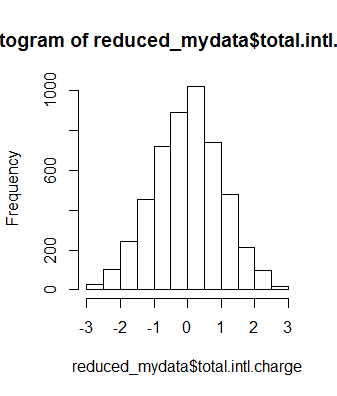 togram of reduced_mydata$total.intl.
1000
600
200
0
Frequency
-3 -2 -1 0 1 2 3
reduced_mydata$total.intl.charge